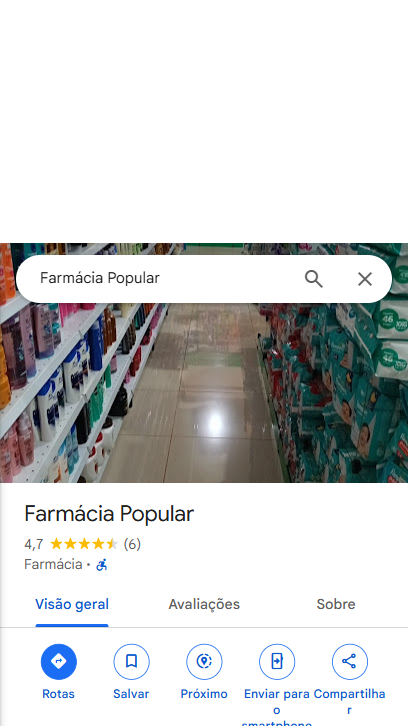 Farmácia Popular
Farmácia Popular
4,7 (6)
Farmácia ·
Visão geral Avaliações Sobre
Rotas Salvar Próximo Enviar para o smartphone Compartilhar